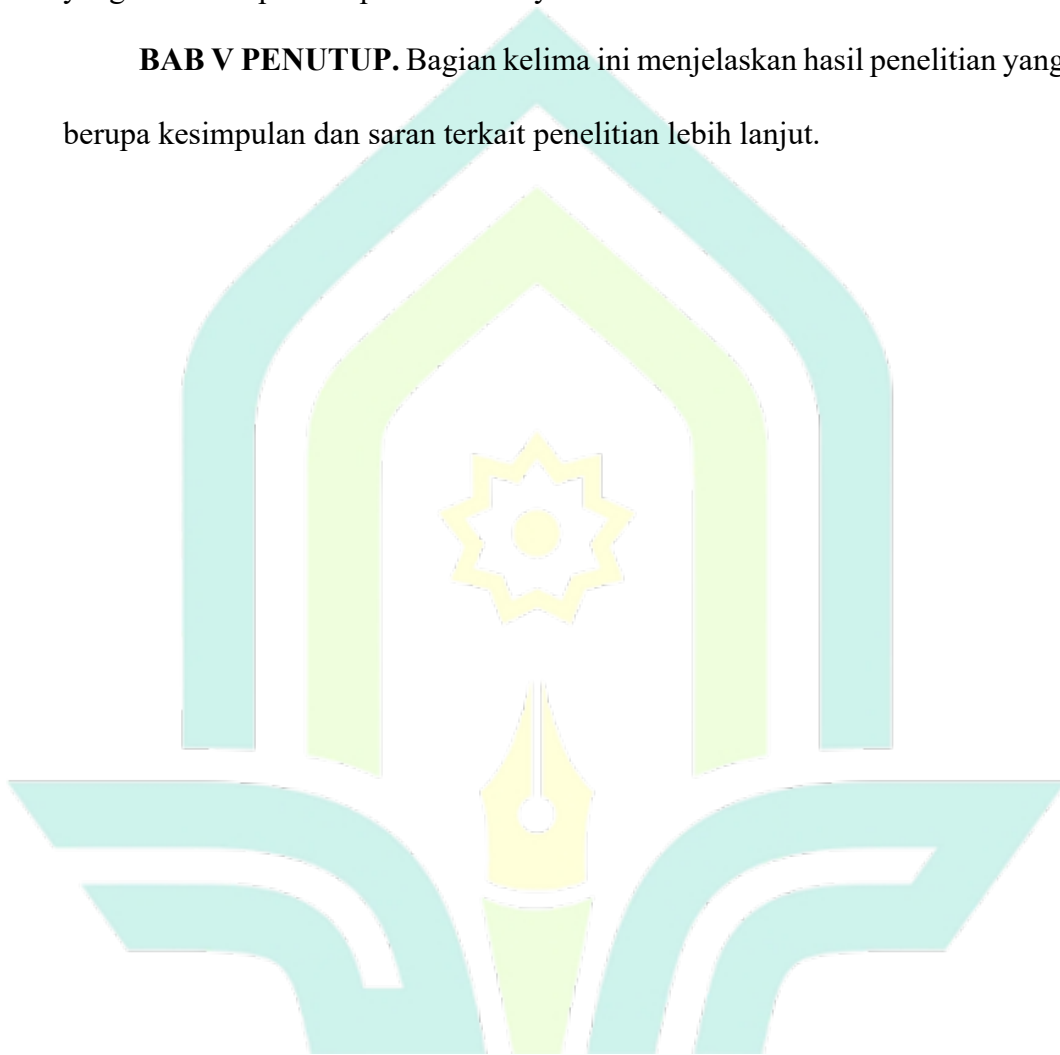 BAB V PENUTUP. Bagian kelima ini menjelaskan hasil penelitian yang
berupa kesimpulan dan saran terkait penelitian lebih lanjut.